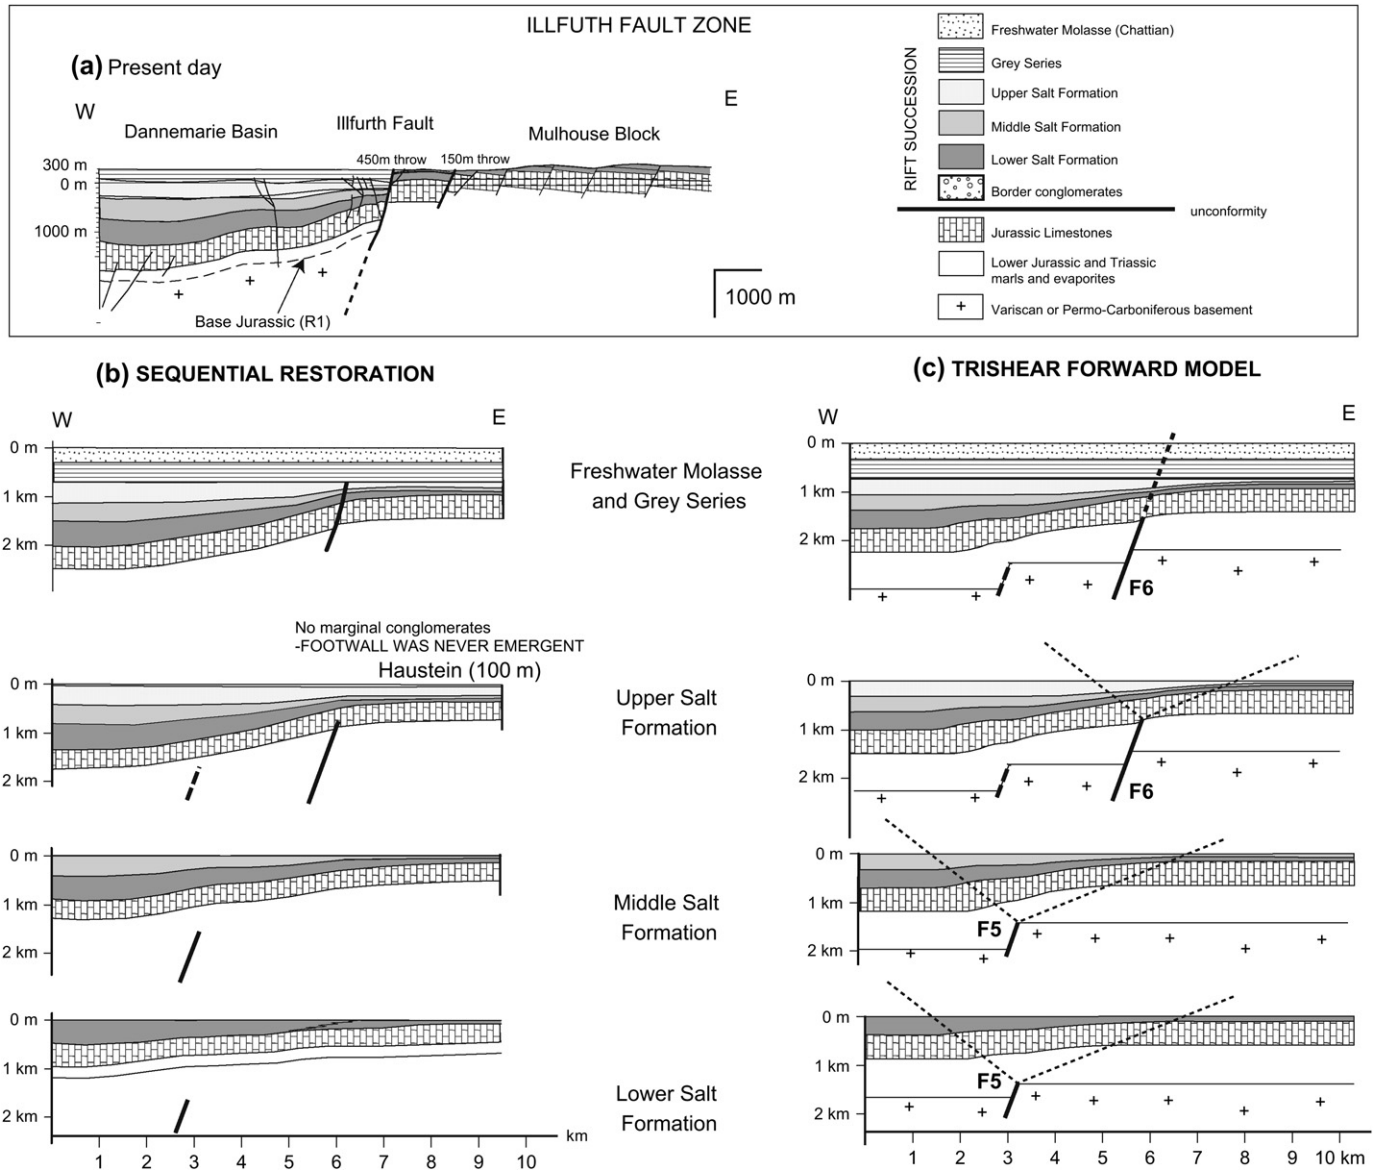 ILLFUTH FAULT ZONE
(a) Present day
W
E
Dannemarie Basin
Illfurth Fault
Mulhouse Block
450m throw
150m throw
300 m
0 m
1000 m
+
+
+
Base Jurassic (R1)
1000 m
RIFT SUCCESSION
Freshwater Molasse (Chattian)
Grey Series
Upper Salt Formation
Middle Salt Formation
Lower Salt Formation
Border conglomerates
unconformity
Jurassic Limestones
Lower Jurassic and Triassic
marls and evaporites
+
Variscan or Permo-Carboniferous basement
(b) SEQUENTIAL RESTORATION
W
E
0 m
1 km
2 km
Freshwater Molasse
and Grey Series
No marginal conglomerates
-FOOTWALL WAS NEVER EMERGENT
Haustein (100 m)
0 m
1 km
2 km
Upper Salt
Formation
0 m
1 km
2 km
Middle Salt
Formation
0 m
1 km
2 km
Lower Salt
Formation
km
1 2 3 4 5 6 7 8 9 10
(c) TRISHEAR FORWARD MODEL
W
E
0 m
1 km
2 km
F6
0 m
1 km
2 km
F6
0 m
1 km
2 km
F5
0 m
1 km
2 km
F5
1 2 3 4 5 6 7 8 9 10 km